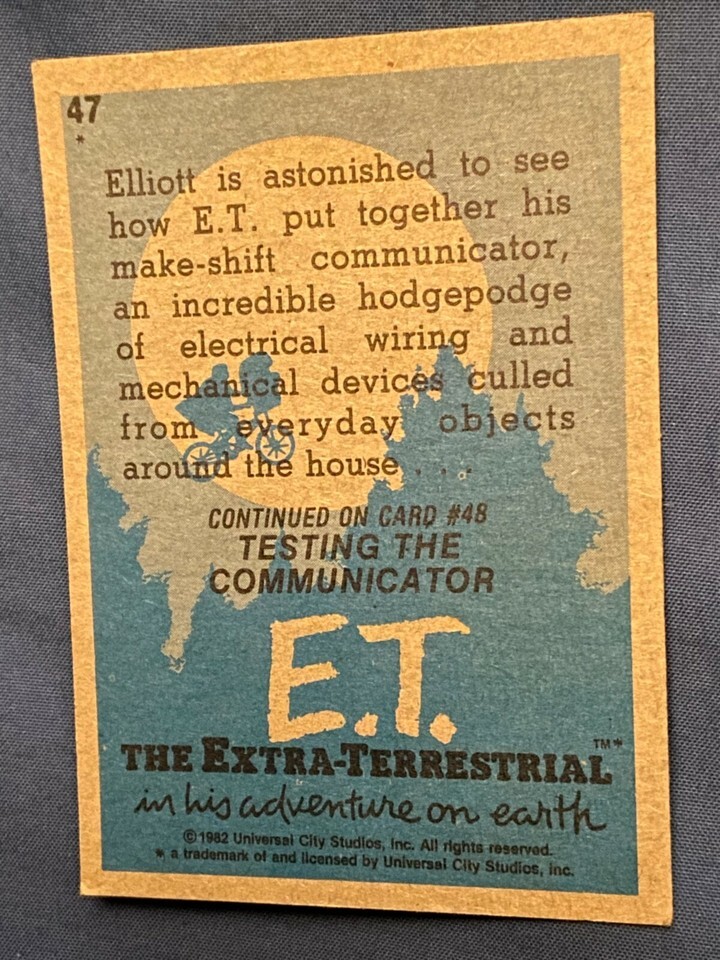 47
*
Elliott is astonished to see
how E.T. put together his
make-shift communicator,
an incredible hodgepodge
of electrical wiring and
mechanical devices culled
from everyday objects
around the house . . .
CONTINUED ON CARD #48
TESTING THE
COMMUNICATOR
E.T.
THE EXTRA-TERRESTRIAL™*
in his adventure on earth
©1982 Universal City Studios, Inc. All rights reserved.
* a trademark of and licensed by Universal City Studios, Inc.